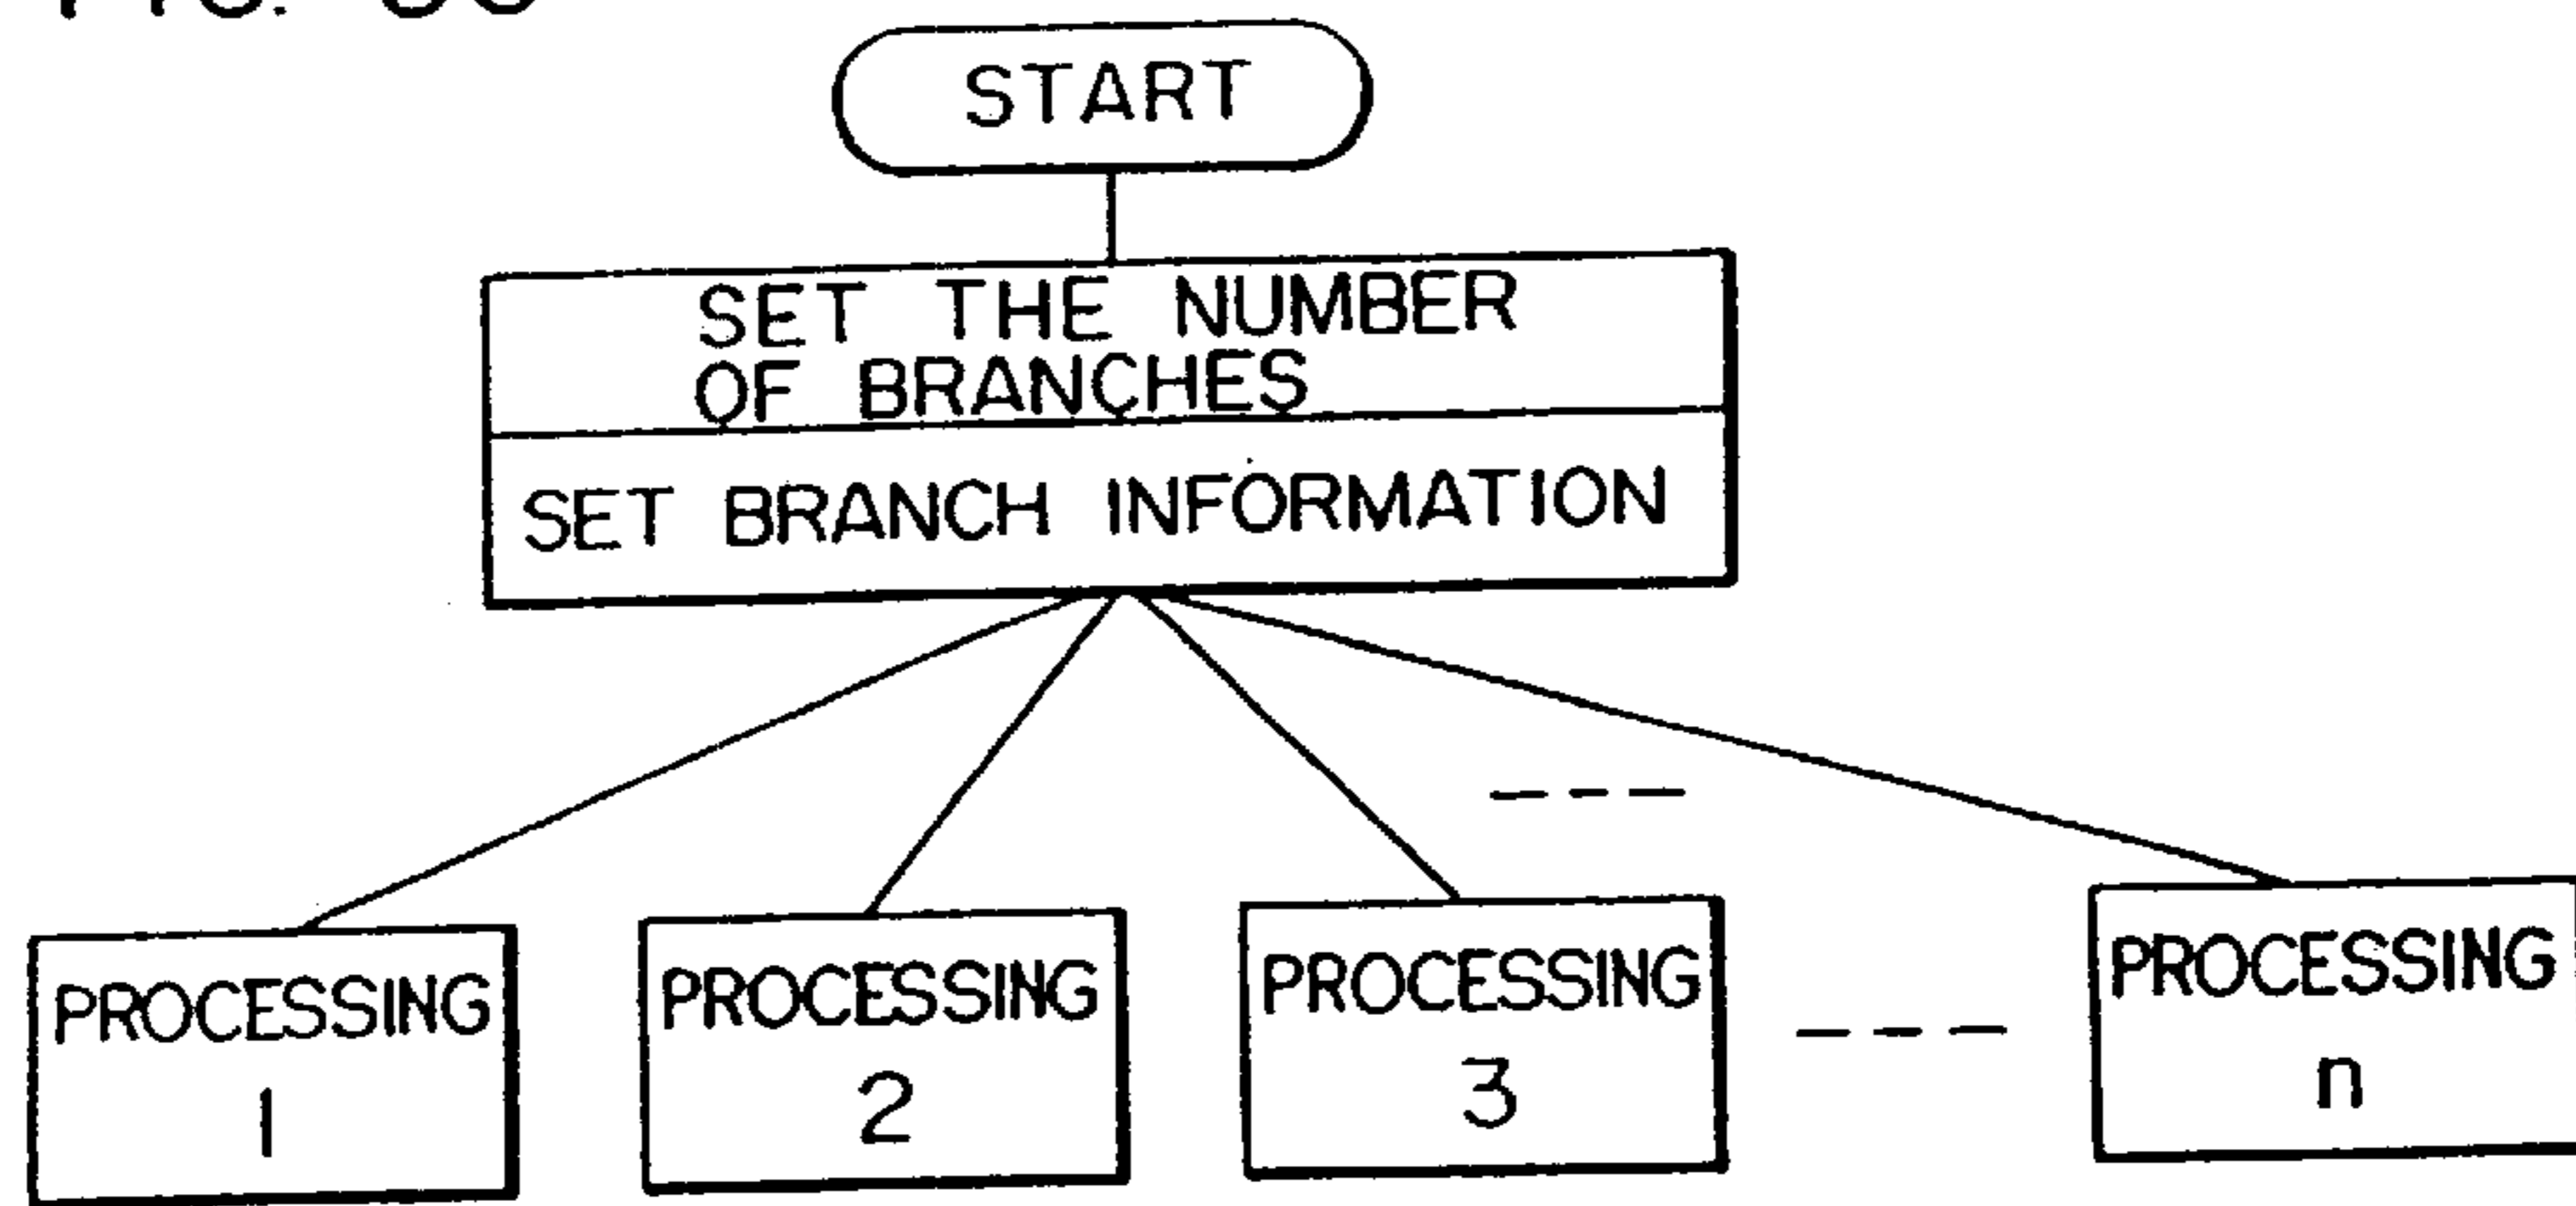 START
SET THE NUMBER
OF BRANCHES
SET BRANCH INFORMATION
PROCESSING
1
PROCESSING
2
PROCESSING
3
PROCESSING
n